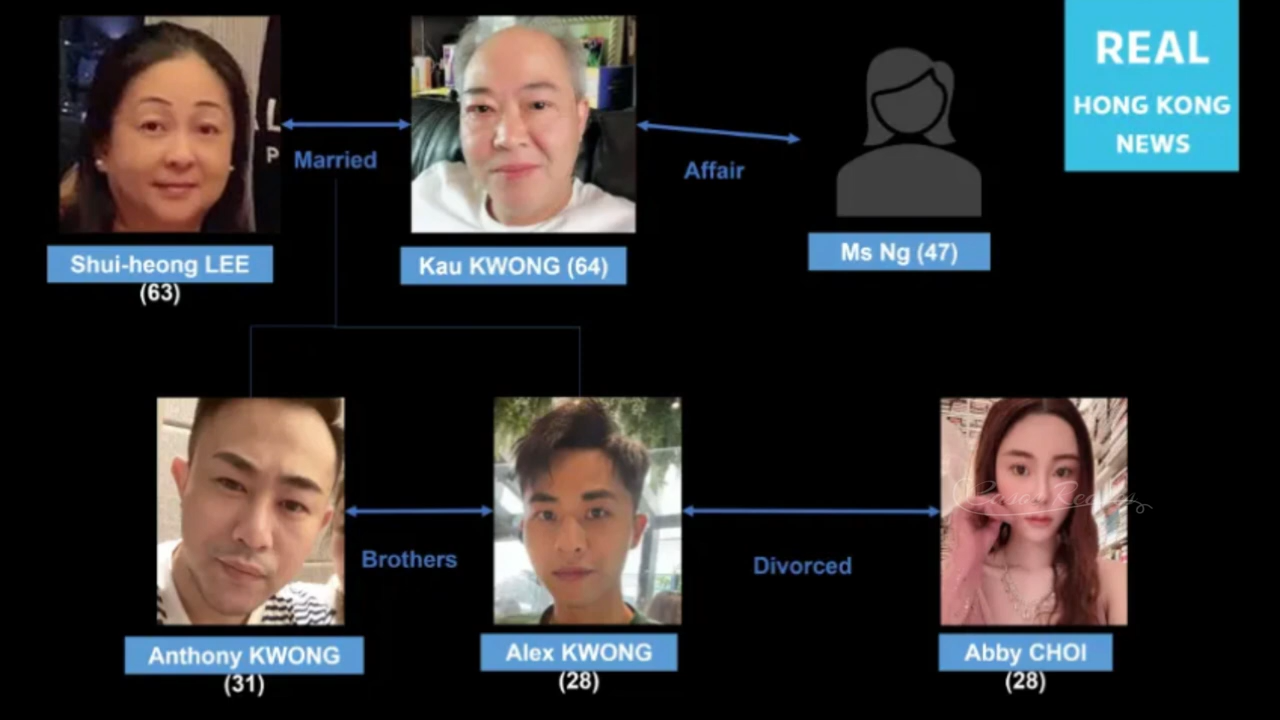 REAL
HONG KONG
NEWS
L
P
Married
Affair
Shui-heong LEE
(63)
Kau KWONG (64)
Ms Ng (47)
Brothers
Divorced
Anthony KWONG
(31)
Alex KWONG
(28)
Abby CHOI
(28)